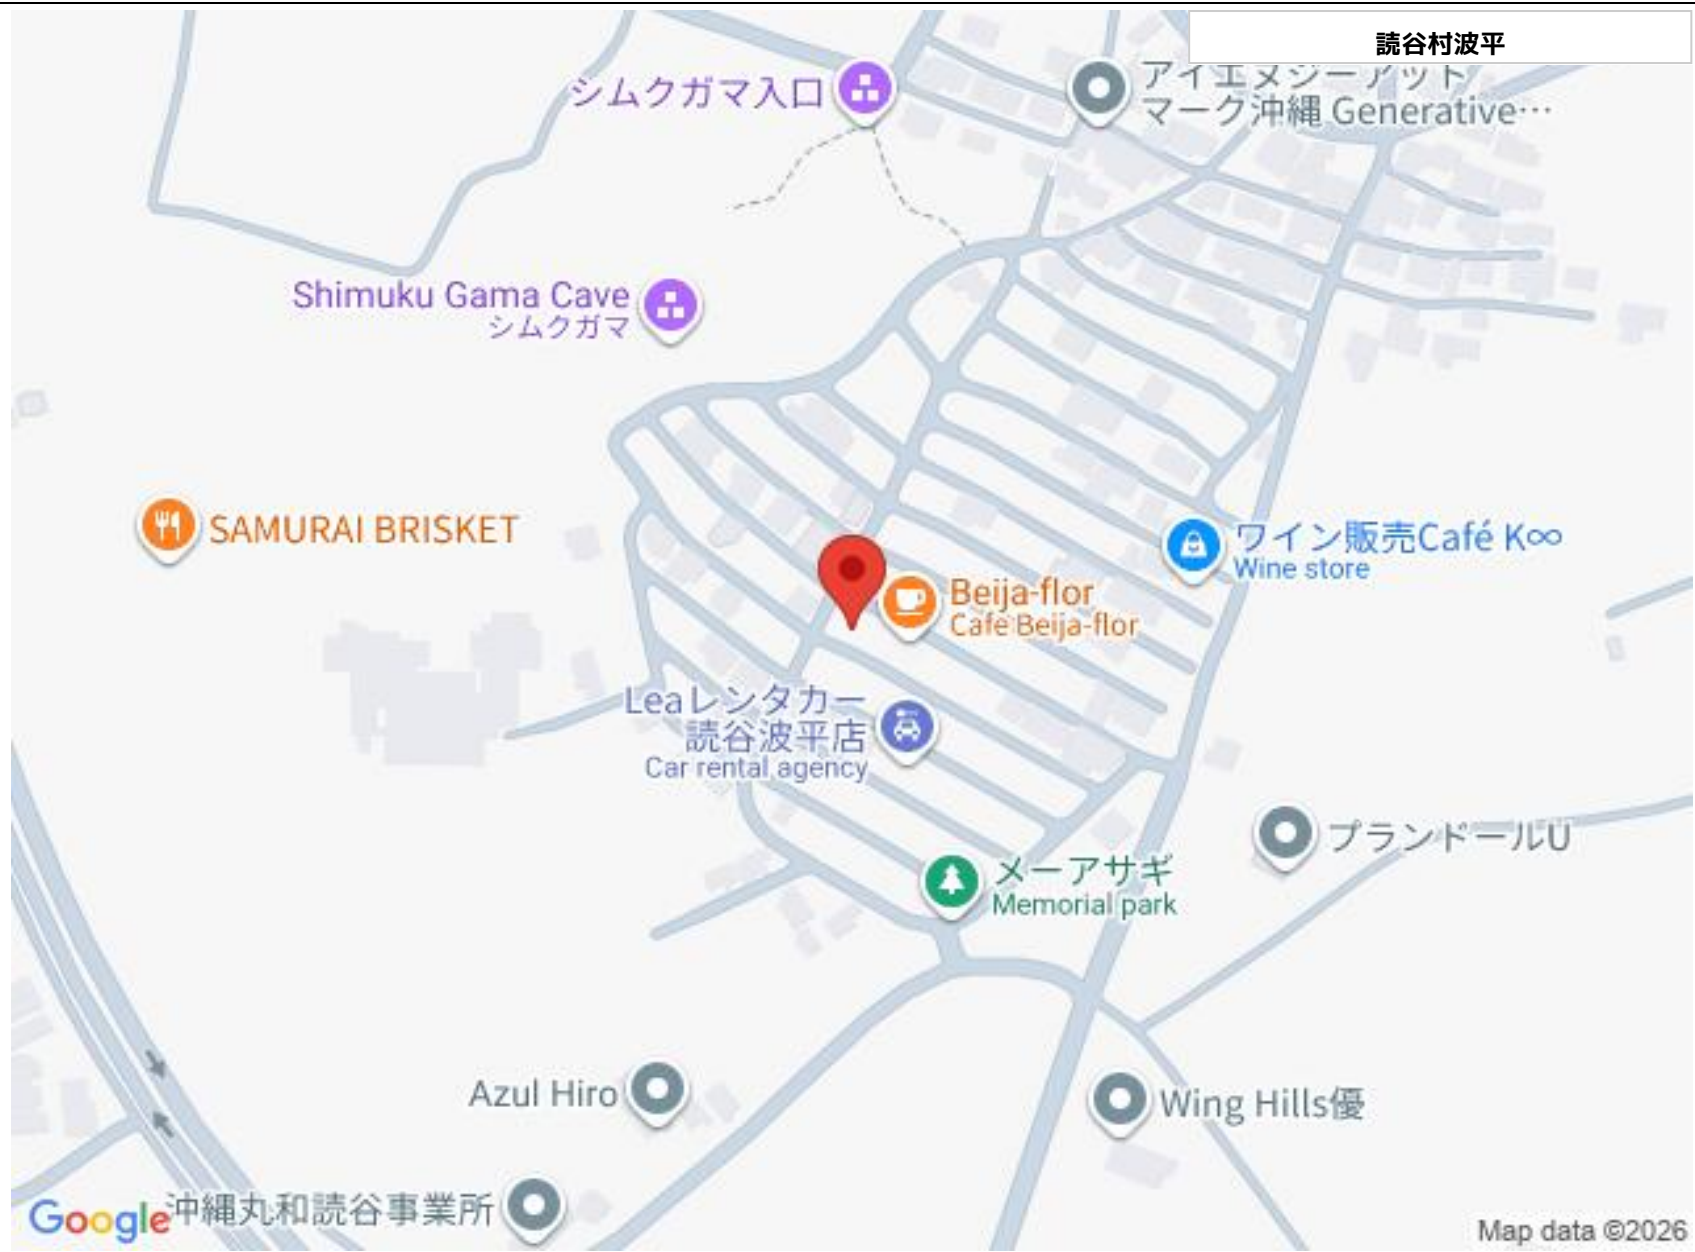 読谷村波平
シムクガマ入口
アイエヌジーアット
マーク沖縄 Generative…
Shimuku Gama Cave
シムクガマ
SAMURAI BRISKET
ワイン販売Café K∞
Wine store
Beija-flor
Cafe Beija-flor
Leaレンタカー
読谷波平店
Car rental agency
プランドールU
メーアサギ
Memorial park
Azul Hiro
Wing Hills優
沖縄丸和読谷事業所
Google
Map data ©2026